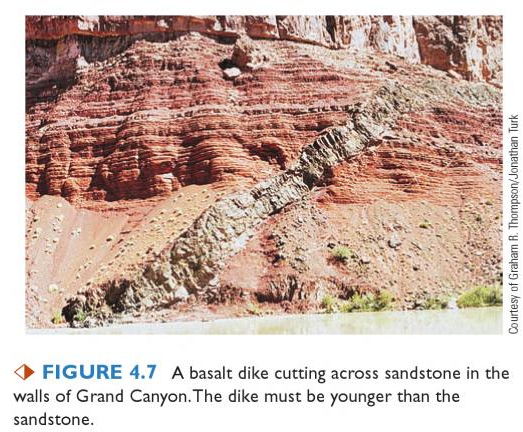 Courtesy of Graham R. Thompson/Jonathan Turk
FIGURE 4.7 A basalt dike cutting across sandstone in the
walls of Grand Canyon.The dike must be younger than the
sandstone.